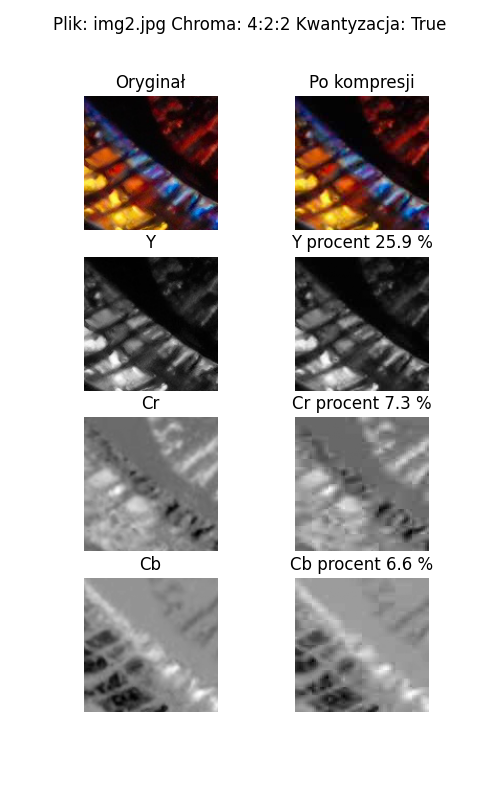 Plik: img2.jpg Chroma: 4:2:2 Kwantyzacja: True
Oryginał Po kompresji
Y Y procent 25.9 %
Cr Cr procent 7.3 %
Cb Cb procent 6.6 %